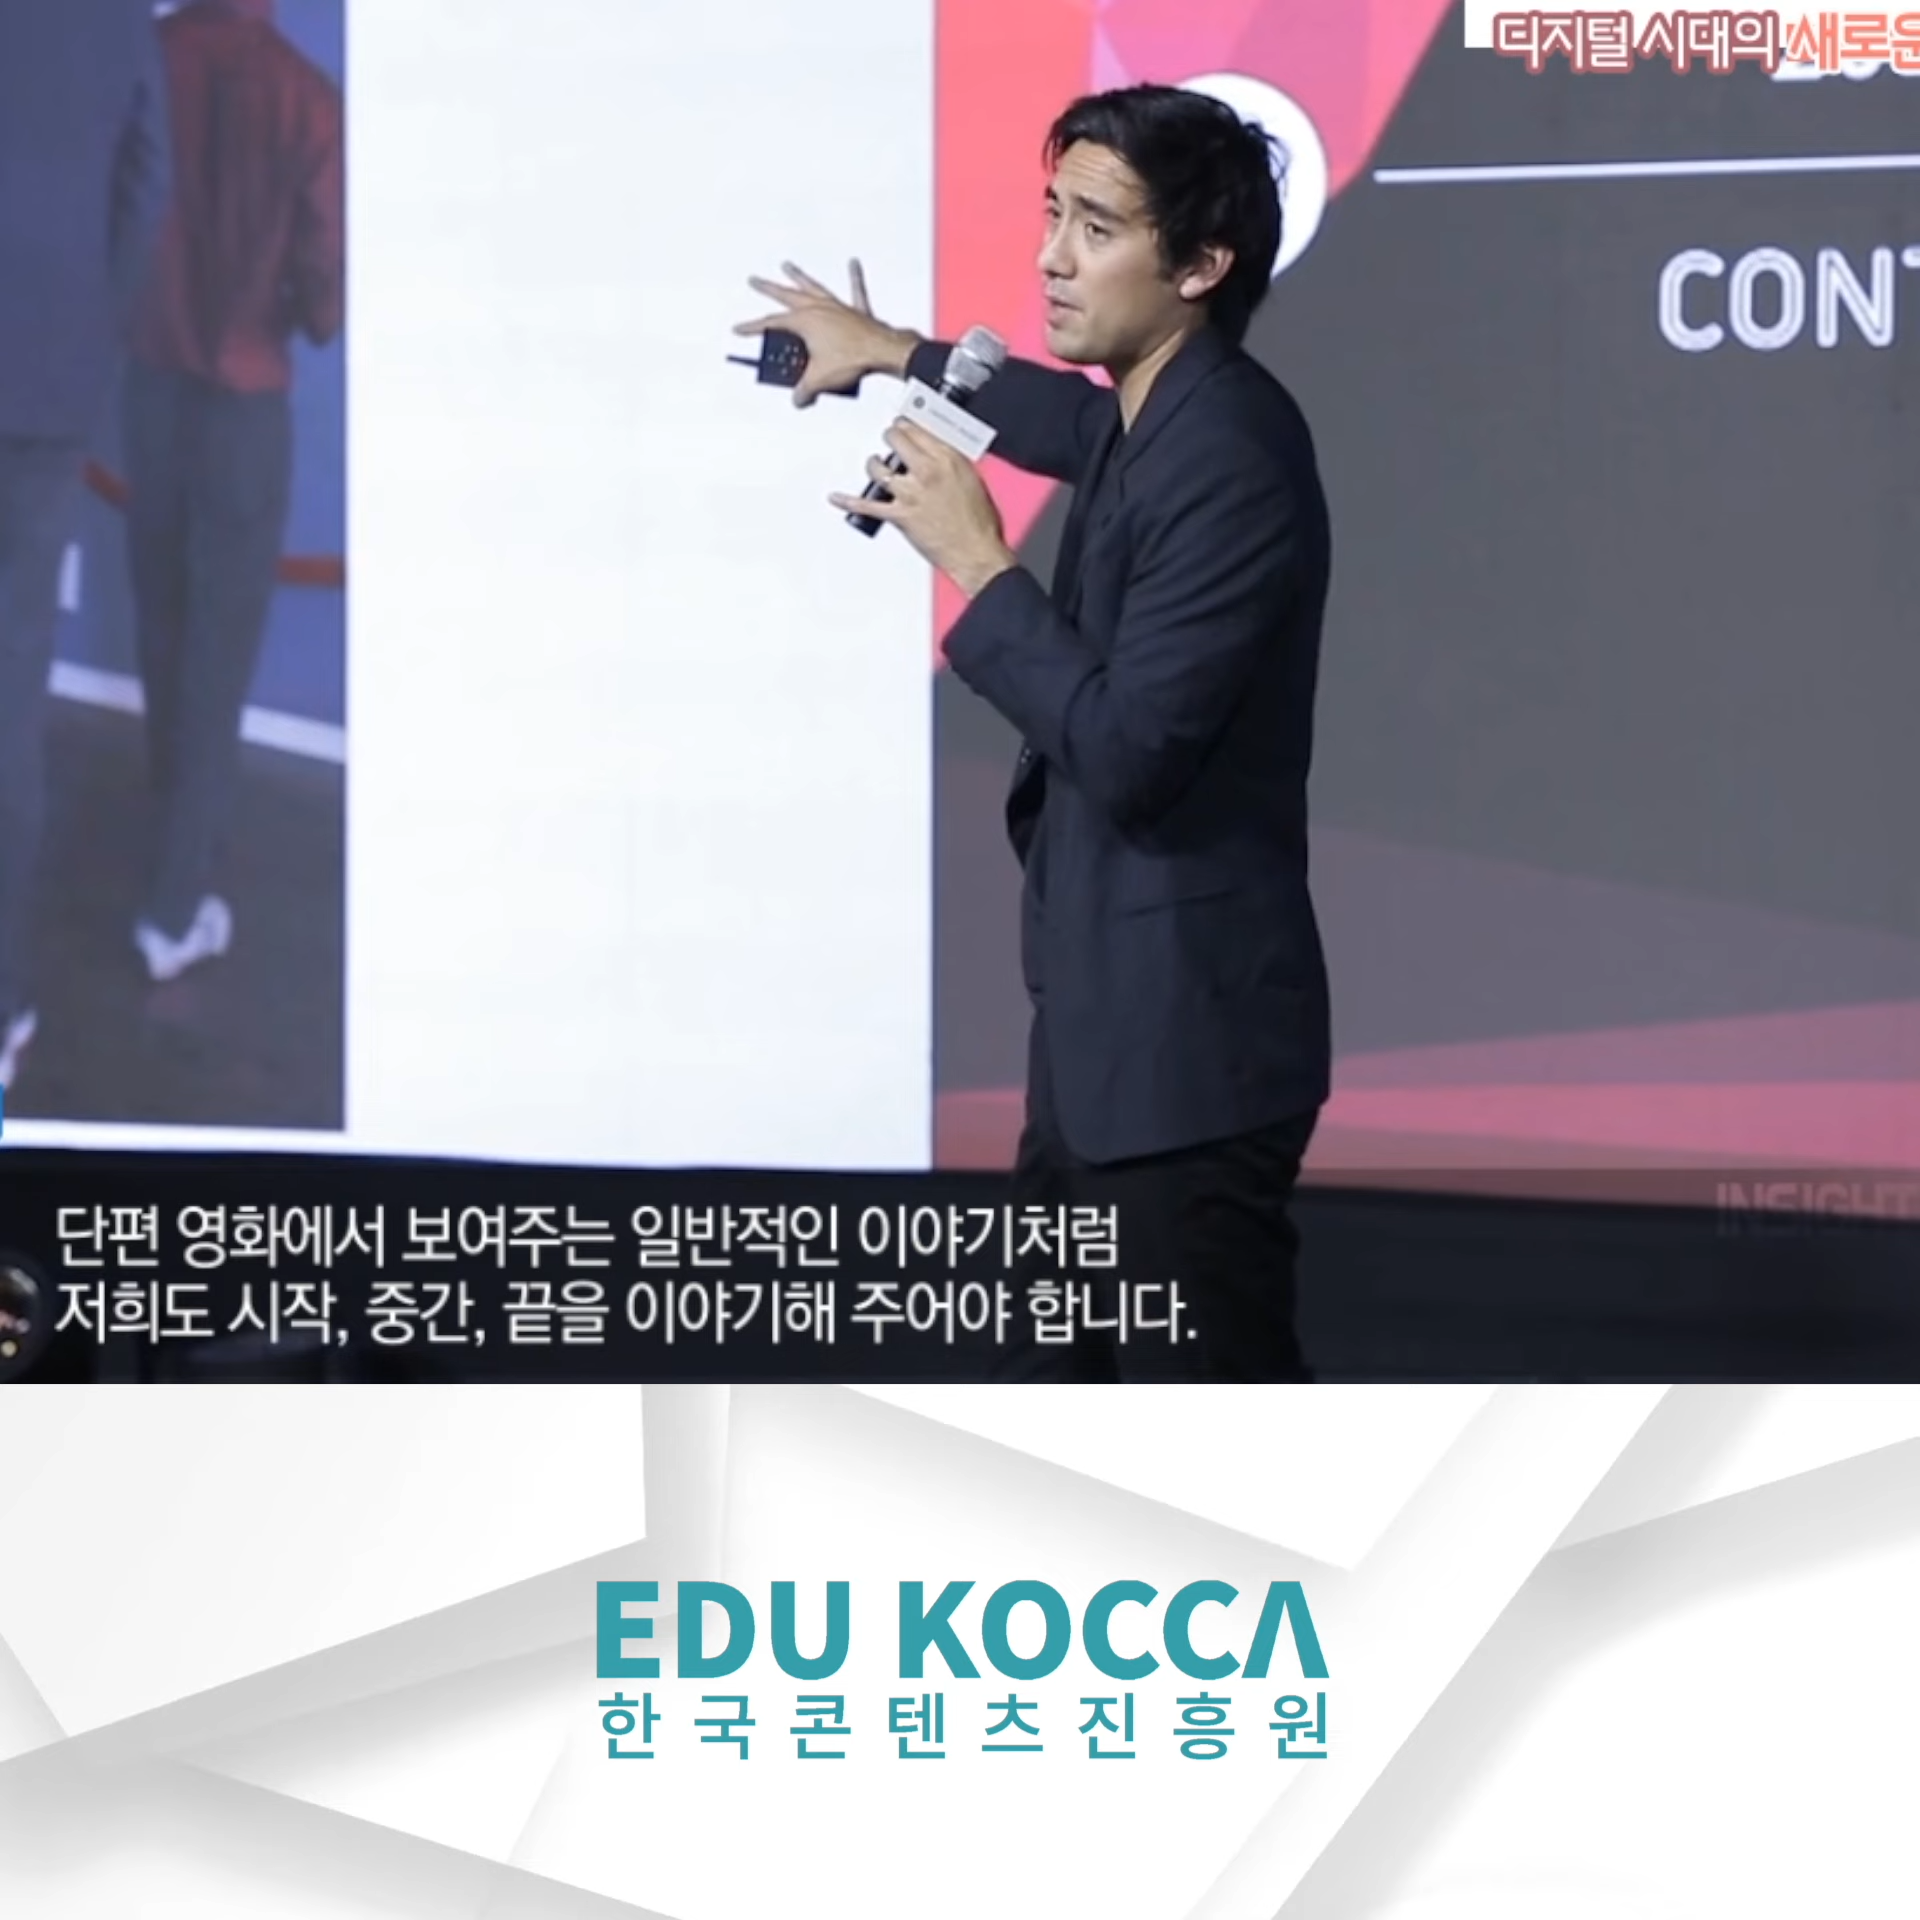 디지털 시대의 새로운
CONT
단편 영화에서 보여주는 일반적인 이야기처럼
저희도 시작, 중간, 끝을 이야기해 주어야 합니다.
INSIGHT
EDU KOCCA
한국콘텐츠진흥원